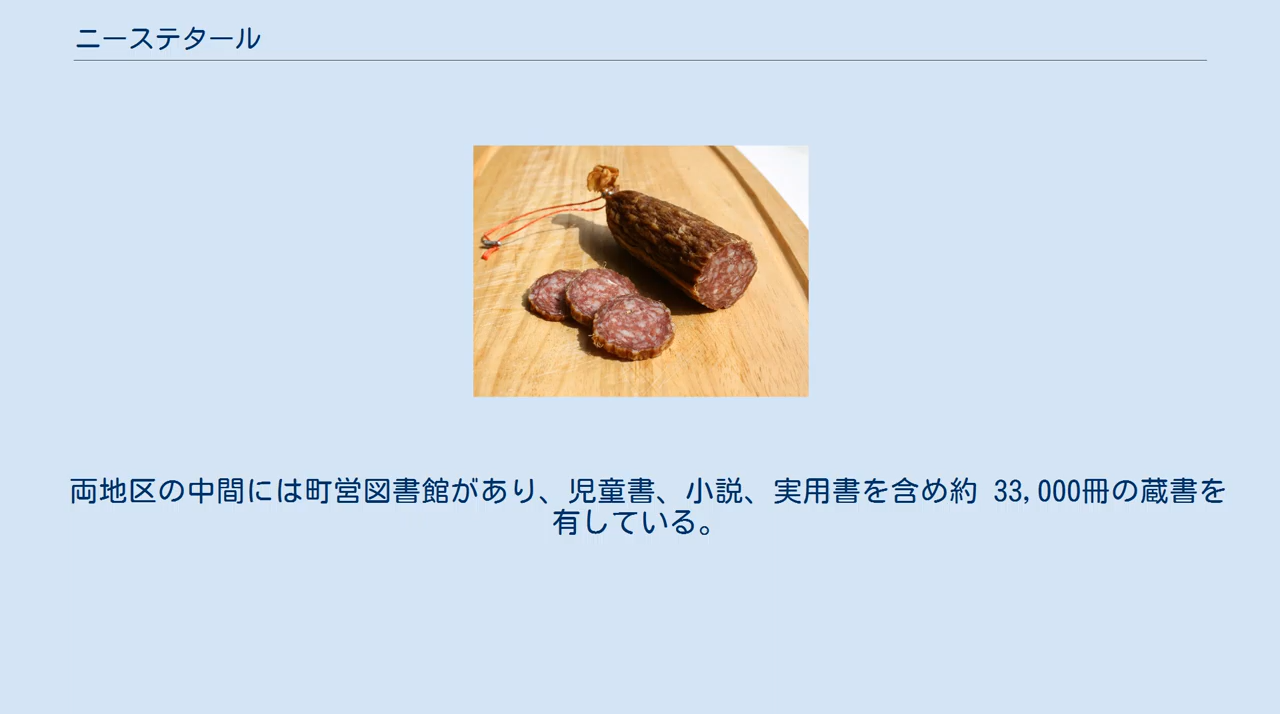 ニーステタール
両地区の中間には町営図書館があり、児童書、小説、実用書を含め約 33,000冊の蔵書を
有している。